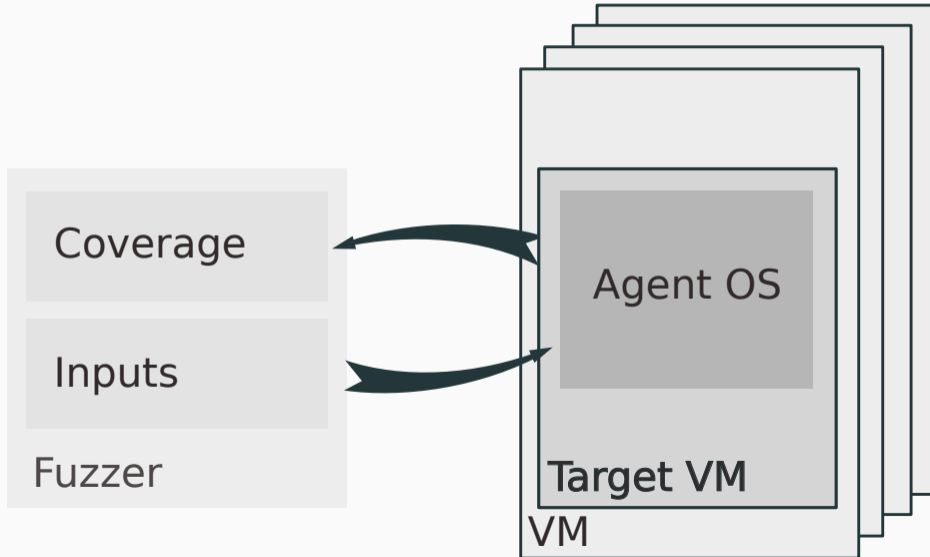 Coverage
Inputs
Fuzzer
Agent OS
Target VM
VM